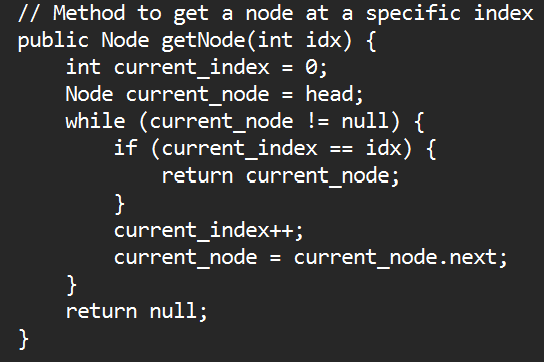 // Method to get a node at a specific index
public Node getNode(int idx) {
    int current_index = 0;
    Node current_node = head;
    while (current_node != null) {
        if (current_index == idx) {
            return current_node;
        }
        current_index++;
        current_node = current_node.next;
    }
    return null;
}